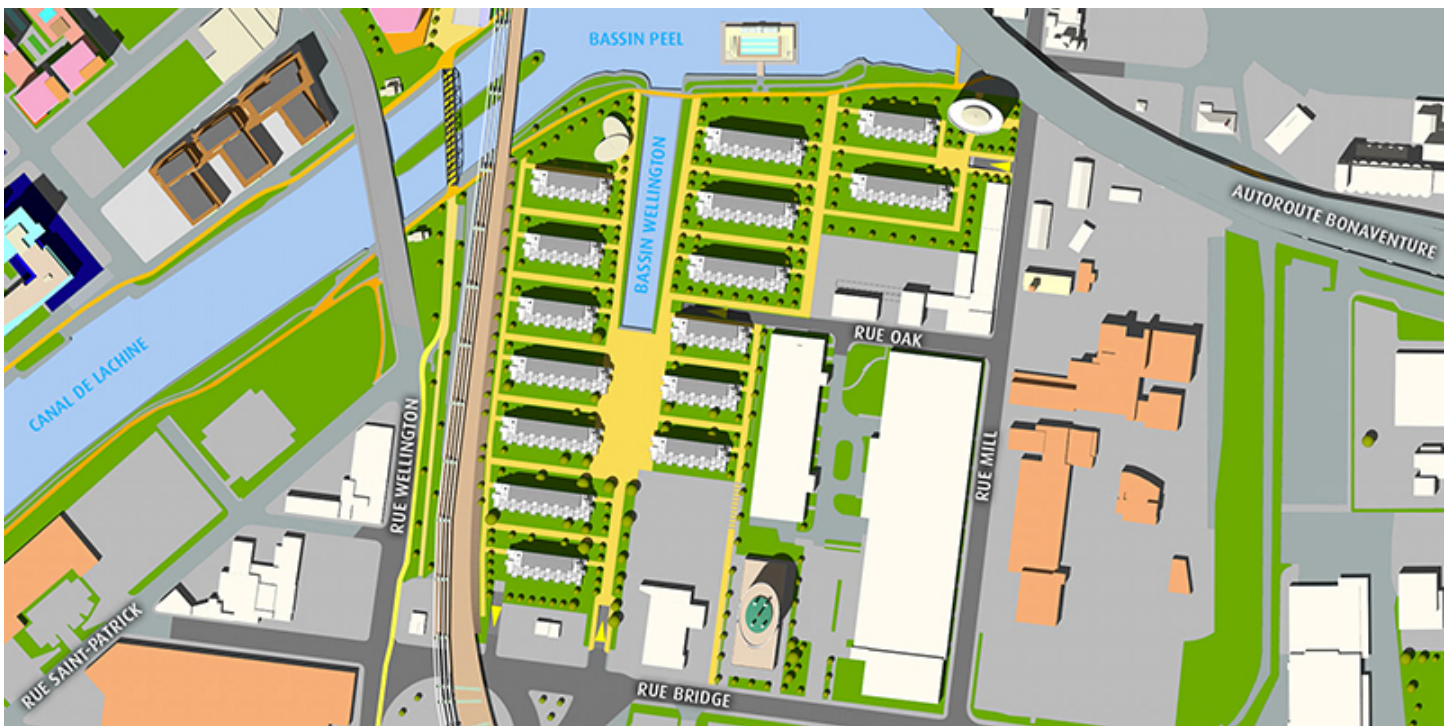 BASSIN PEEL
BASSIN WELLINGTON
AUTOROUTE BONAVENTURE
RUE OAK
CANAL DE LACHINE
RUE WELLINGTON
RUE MILL
RUE SAINT-PATRICK
RUE BRIDGE